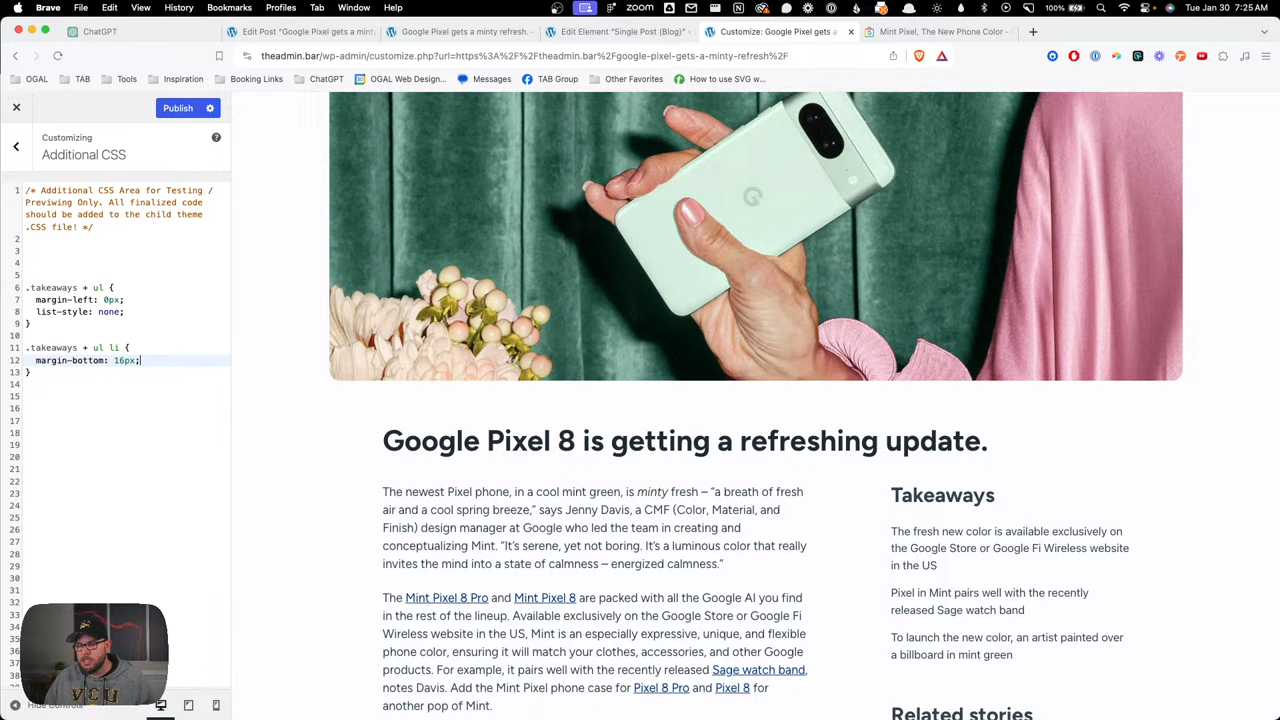 Brave File Edit View History Bookmarks Profiles Tab Window Help
ZOOM 100% Tue Jan 30 7:25 AM
ChatGPT
Edit Post "Google Pixel gets a minty
Google Pixel gets a minty refresh.
Edit Element "Single Post (Blog)"
Customize: Google Pixel gets a
Mint Pixel, The New Phone Color -
theadmin.bar/wp-admin/customize.php?url=https%3A%2F%2Ftheadmin.bar%2Fgoogle-pixel-gets-a-minty-refresh%2F
OGAL TAB Tools Inspiration Booking Links ChatGPT OGAL Web Design... Messages TAB Group Other Favorites How to use SVG w...
Publish
Customizing
Additional CSS
1 /* Additional CSS Area for Testing /
Previwing Only. All finalized code
should be added to the child theme
.CSS file! */
2
3
4
5
6 .takeaways + ul {
7 margin-left: 0px;
8 list-style: none;
9 }
10
11 .takeaways + ul li {
12 margin-bottom: 16px;
13 }
14
15
16
17
18
19
20
21
22
23
24
25
26
27
28
29
30
31
32
33
34
35
36
37
38
Hide Controls
VCU
G
Google Pixel 8 is getting a refreshing update.
The newest Pixel phone, in a cool mint green, is minty fresh – “a breath of fresh
air and a cool spring breeze,” says Jenny Davis, a CMF (Color, Material, and
Finish) design manager at Google who led the team in creating and
conceptualizing Mint. “It’s serene, yet not boring. It’s a luminous color that really
invites the mind into a state of calmness – energized calmness.”
The Mint Pixel 8 Pro and Mint Pixel 8 are packed with all the Google AI you find
in the rest of the lineup. Available exclusively on the Google Store or Google Fi
Wireless website in the US, Mint is an especially expressive, unique, and flexible
phone color, ensuring it will match your clothes, accessories, and other Google
products. For example, it pairs well with the recently released Sage watch band,
notes Davis. Add the Mint Pixel phone case for Pixel 8 Pro and Pixel 8 for
another pop of Mint.
Takeaways
The fresh new color is available exclusively on
the Google Store or Google Fi Wireless website
in the US
Pixel in Mint pairs well with the recently
released Sage watch band
To launch the new color, an artist painted over
a billboard in mint green
Related stories